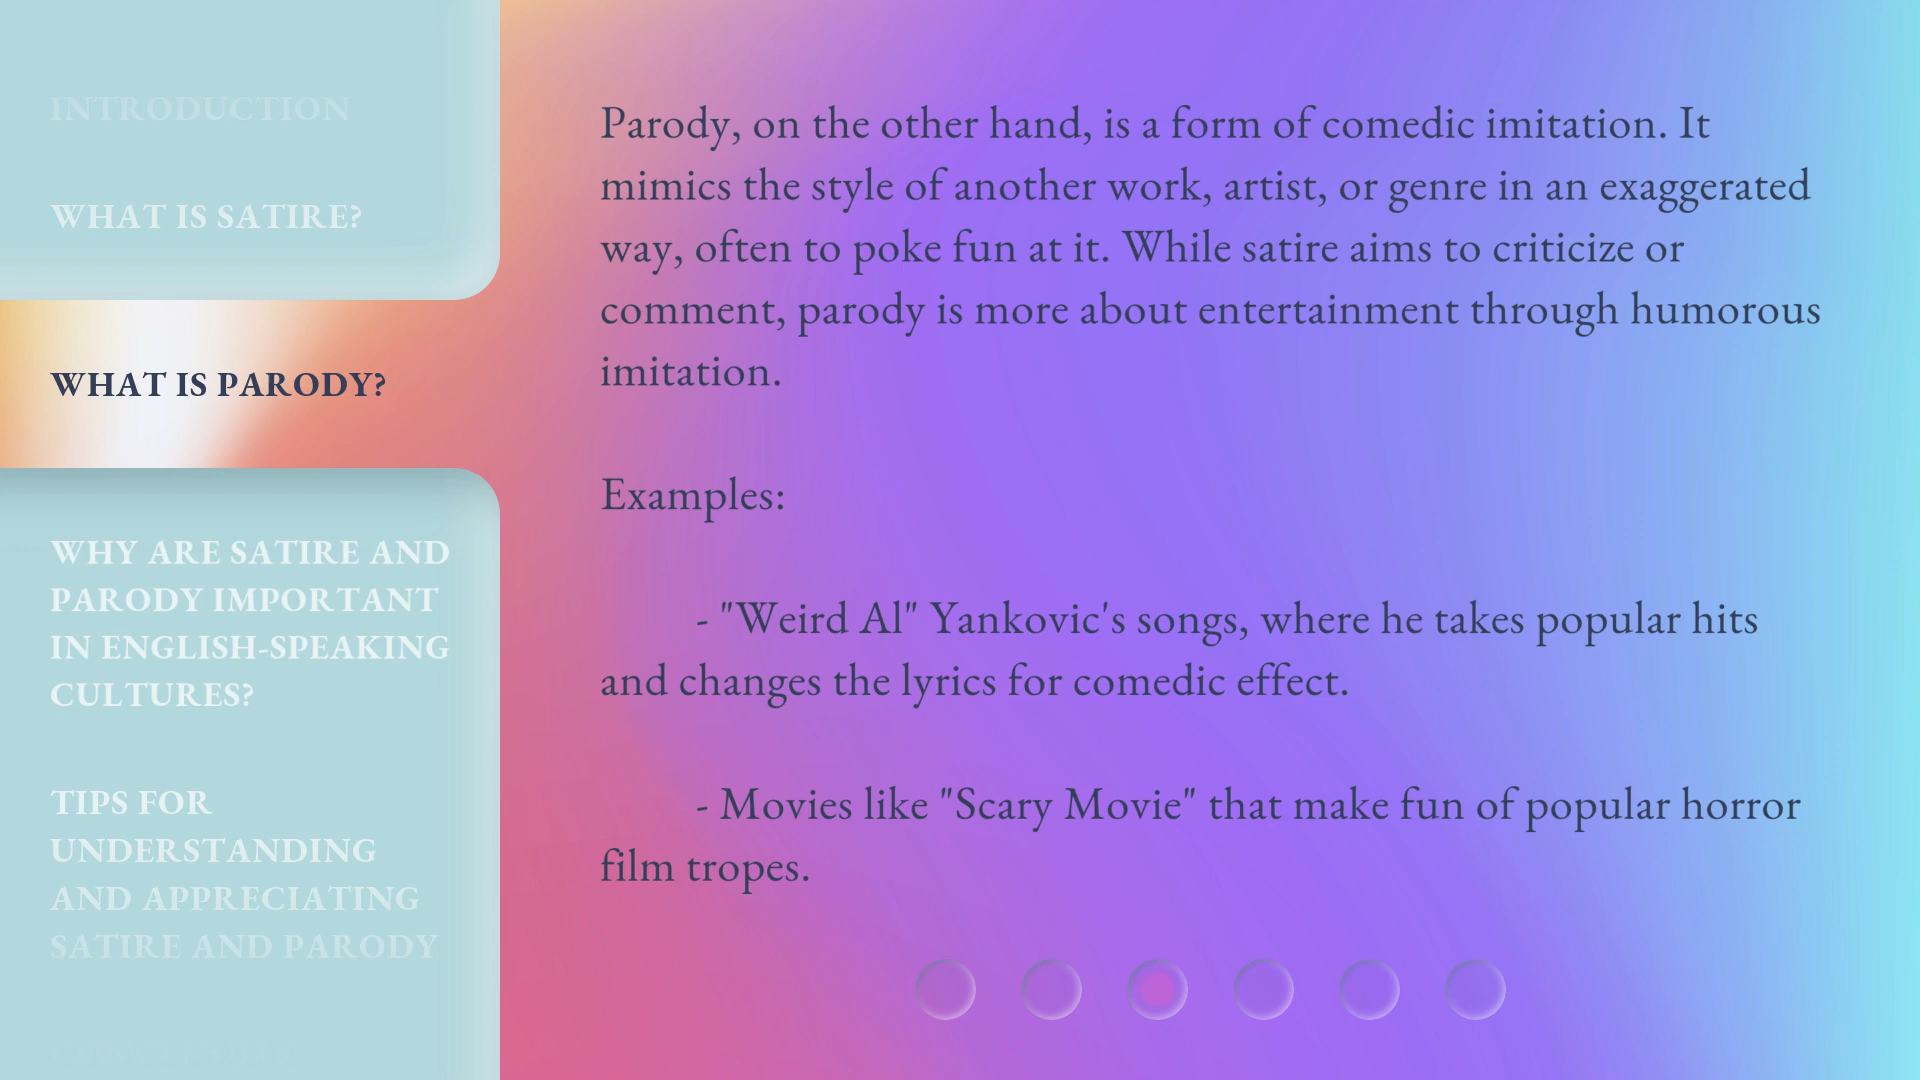 INTRODUCTION
WHAT IS SATIRE?
WHAT IS PARODY?
WHY ARE SATIRE AND
PARODY IMPORTANT
IN ENGLISH-SPEAKING
CULTURES?
TIPS FOR
UNDERSTANDING
AND APPRECIATING
SATIRE AND PARODY
Parody, on the other hand, is a form of comedic imitation. It
mimics the style of another work, artist, or genre in an exaggerated
way, often to poke fun at it. While satire aims to criticize or
comment, parody is more about entertainment through humorous
imitation.
Examples:
- "Weird Al" Yankovic's songs, where he takes popular hits
and changes the lyrics for comedic effect.
- Movies like "Scary Movie" that make fun of popular horror
film tropes.